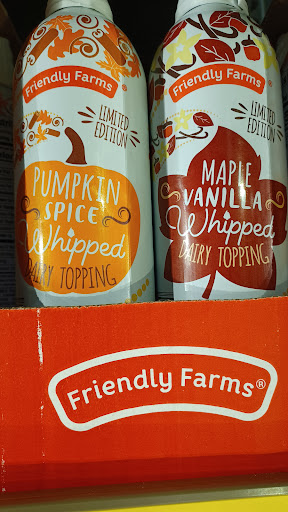 Friendly Farms®
LIMITED
EDITION
PUMPKIN
SPICE
Whipped
DAIRY TOPPING
Friendly Farms®
LIMITED
EDITION
MAPLE
VANILLA
Whipped
DAIRY TOPPING
Friendly Farms®